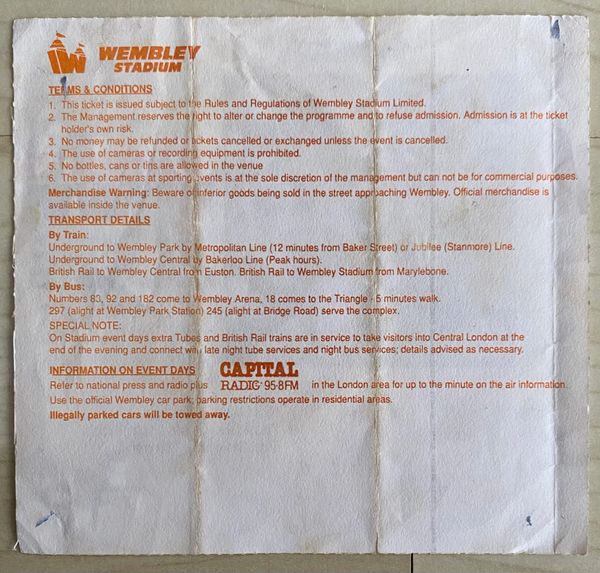 WEMBLEY
STADIUM
TERMS & CONDITIONS
1. This ticket is issued subject to the Rules and Regulations of Wembley Stadium Limited.
2. The Management reserves the right to alter or change the programme and to refuse admission. Admission is at the ticket
holder's own risk.
3. No money may be refunded or tickets cancelled or exchanged unless the event is cancelled.
4. The use of cameras or recording equipment is prohibited.
5. No bottles, cans or tins are allowed in the venue
6. The use of cameras at sporting events is at the sole discretion of the management but can not be for commercial purposes.
Merchandise Warning: Beware of inferior goods being sold in the street approaching Wembley. Official merchandise is
available inside the venue.
TRANSPORT DETAILS
By Train:
Underground to Wembley Park by Metropolitan Line (12 minutes from Baker Street) or Jubilee (Stanmore) Line.
Underground to Wembley Central by Bakerloo Line (Peak hours).
British Rail to Wembley Central from Euston. British Rail to Wembley Stadium from Marylebone.
By Bus:
Numbers 83, 92 and 182 come to Wembley Arena, 18 comes to the Triangle - 5 minutes walk.
297 (alight at Wembley Park Station) 245 (alight at Bridge Road) serve the complex.
SPECIAL NOTE:
On Stadium event days extra Tubes and British Rail trains are in service to take visitors into Central London at the
end of the evening and connect with late night tube services and night bus services; details advised as necessary.
INFORMATION ON EVENT DAYS CAPITAL
Refer to national press and radio plus RADIO 95·8FM in the London area for up to the minute on the air information.
Use the official Wembley car park; parking restrictions operate in residential areas.
Illegally parked cars will be towed away.